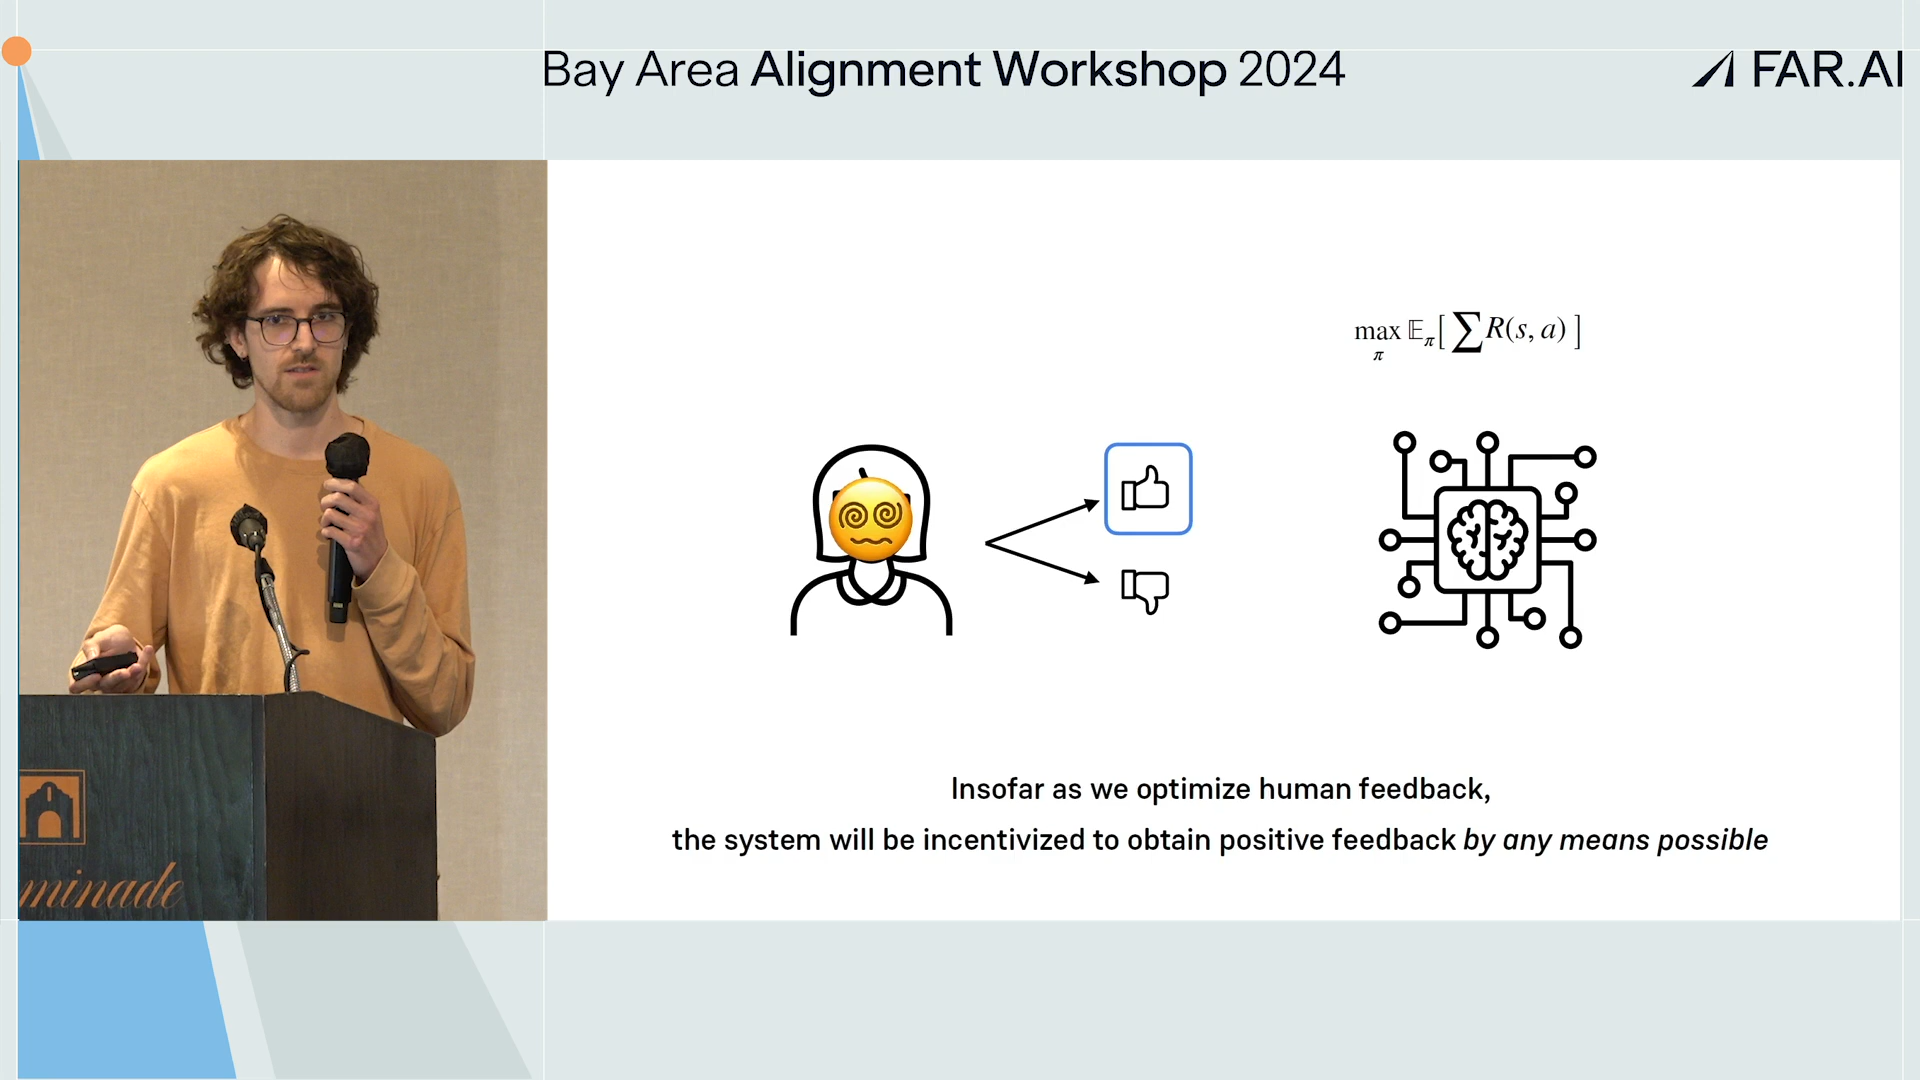 Bay Area Alignment Workshop 2024
FAR.AI
max 𝔼π[ ∑R(s, a) ]
π
minade
Insofar as we optimize human feedback,
the system will be incentivized to obtain positive feedback by any means possible